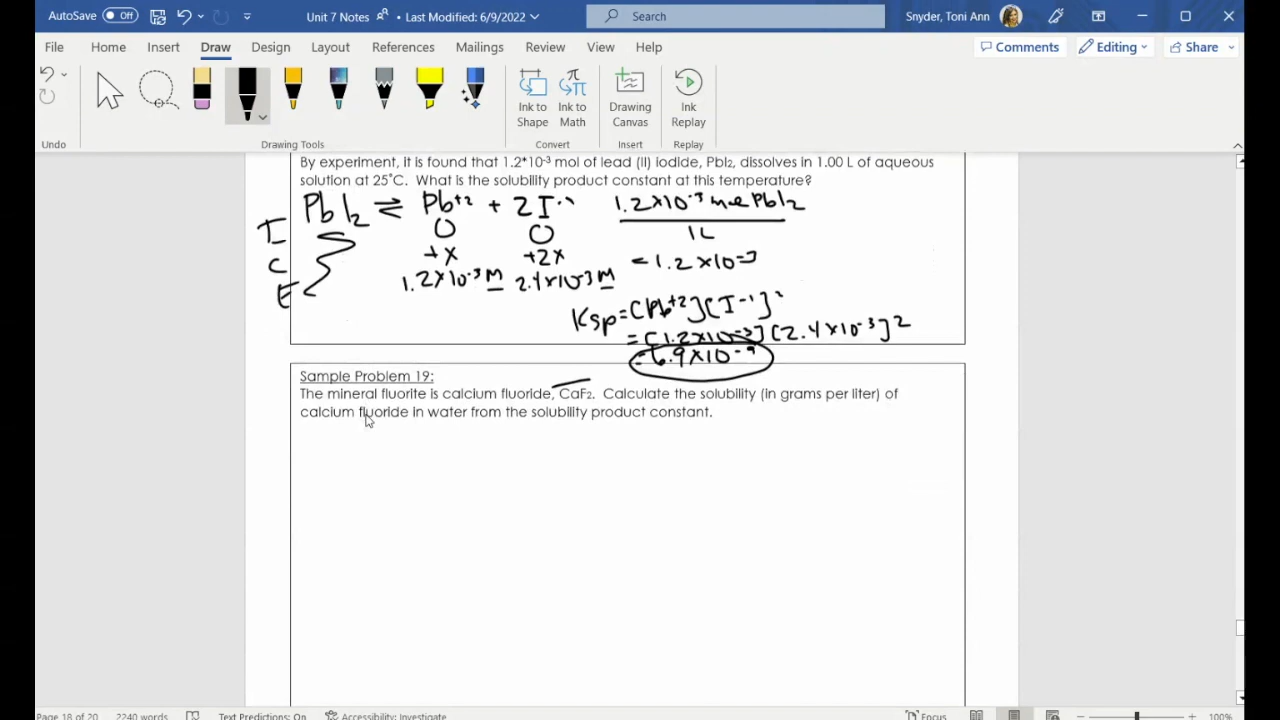 AutoSave Off Unit 7 Notes • Last Modified: 6/9/2022 Search Snyder, Toni Ann
File Home Insert Draw Design Layout References Mailings Review View Help Comments Editing Share
Ink to Shape Ink to Math Drawing Canvas Ink Replay
Undo Drawing Tools Convert Insert Replay
By experiment, it is found that 1.2*10-3 mol of lead (II) iodide, PbI2, dissolves in 1.00 L of aqueous
solution at 25°C. What is the solubility product constant at this temperature?
PbI2 ⇌ Pb+2 + 2I-1 1.2x10-3 mol PbI2
I 0 0 1L
C +x +2x = 1.2x10-3
E 1.2x10-3 M 2.4x10-3 M
Ksp=[Pb+2][I-1]2
=[1.2x10-3][2.4x10-3]2
=6.9x10-9
Sample Problem 19:
The mineral fluorite is calcium fluoride, CaF2. Calculate the solubility (in grams per liter) of
calcium fluoride in water from the solubility product constant.
Page 18 of 20 2240 words Text Predictions: On Accessibility: Investigate Focus 100%